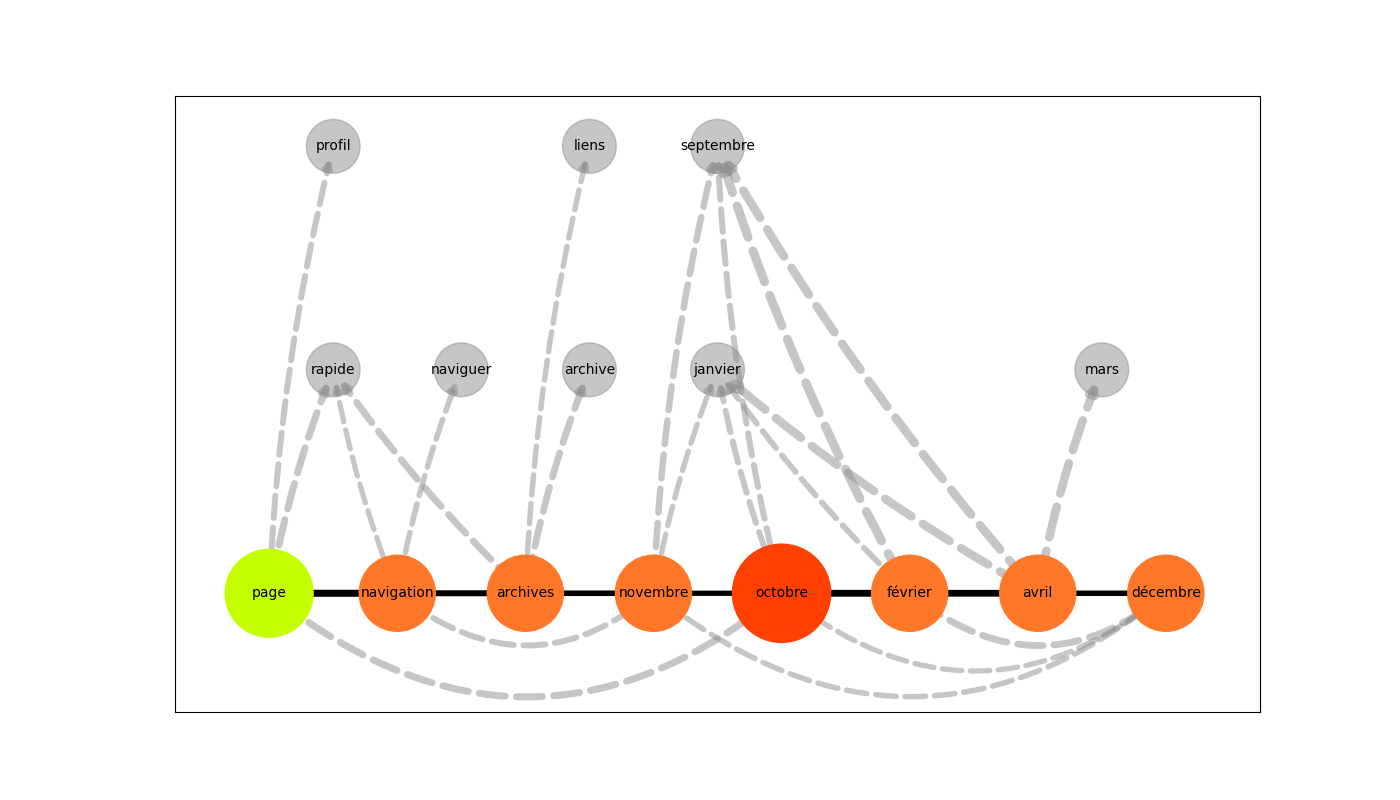 profil
liens
septembre
rapide
naviguer
archive
janvier
mars
page
navigation
archives
novembre
octobre
février
avril
décembre